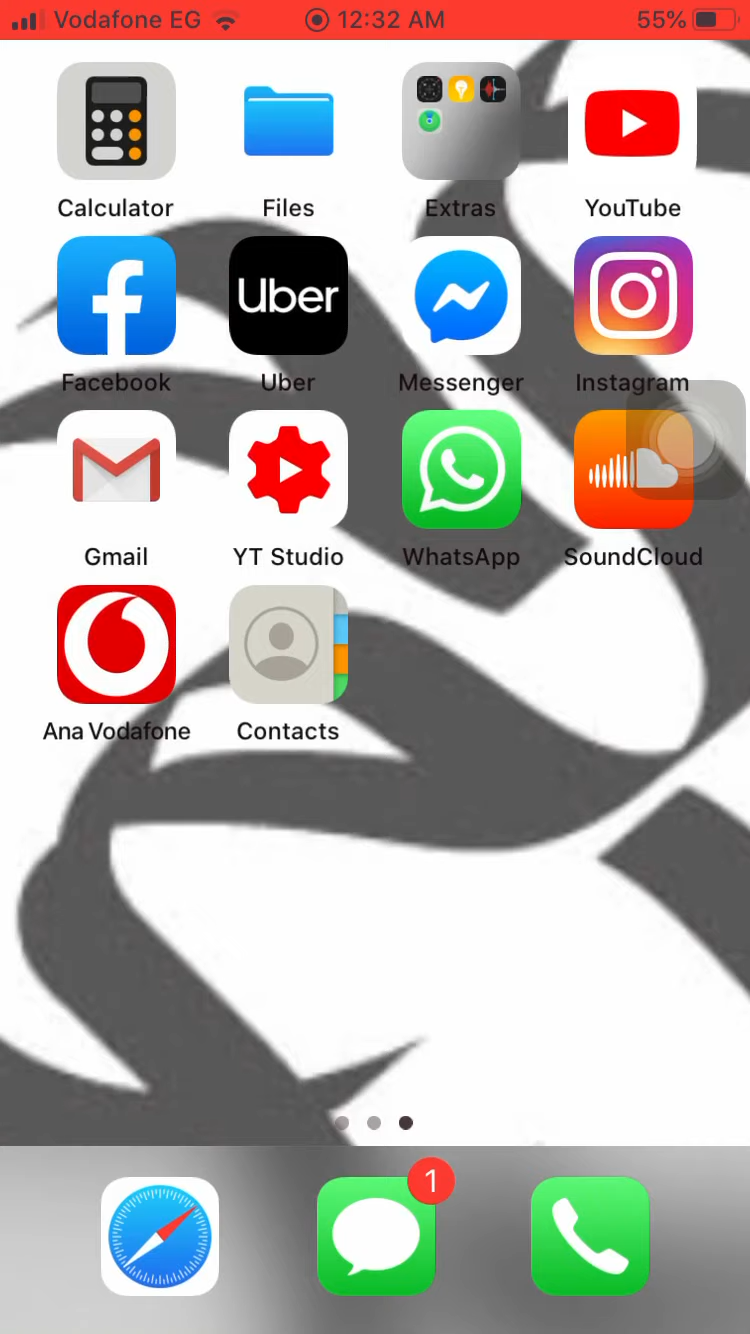 Vodafone EG 12:32 AM 55%
Calculator Files Extras YouTube
Uber
Facebook Uber Messenger Instagram
Gmail YT Studio WhatsApp SoundCloud
Ana Vodafone Contacts
1